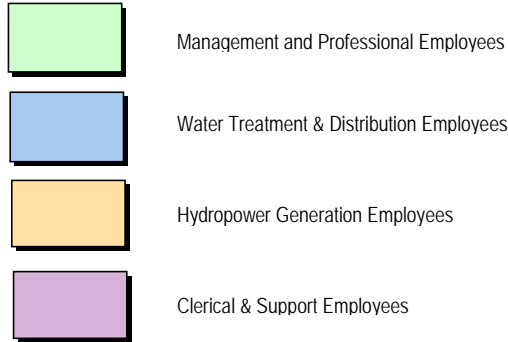 Management and Professional Employees
Water Treatment & Distribution Employees
Hydropower Generation Employees
Clerical & Support Employees